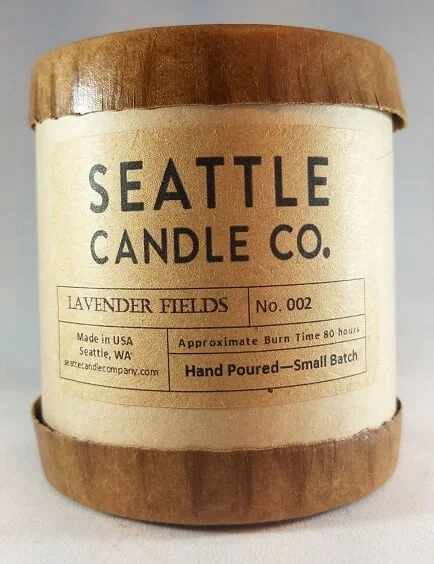 SEATTLE
CANDLE CO.
LAVENDER FIELDS
No. 002
Made in USA
Seattle, WA
seattlecandlecompany.com
Approximate Burn Time 80 hours
Hand Poured—Small Batch